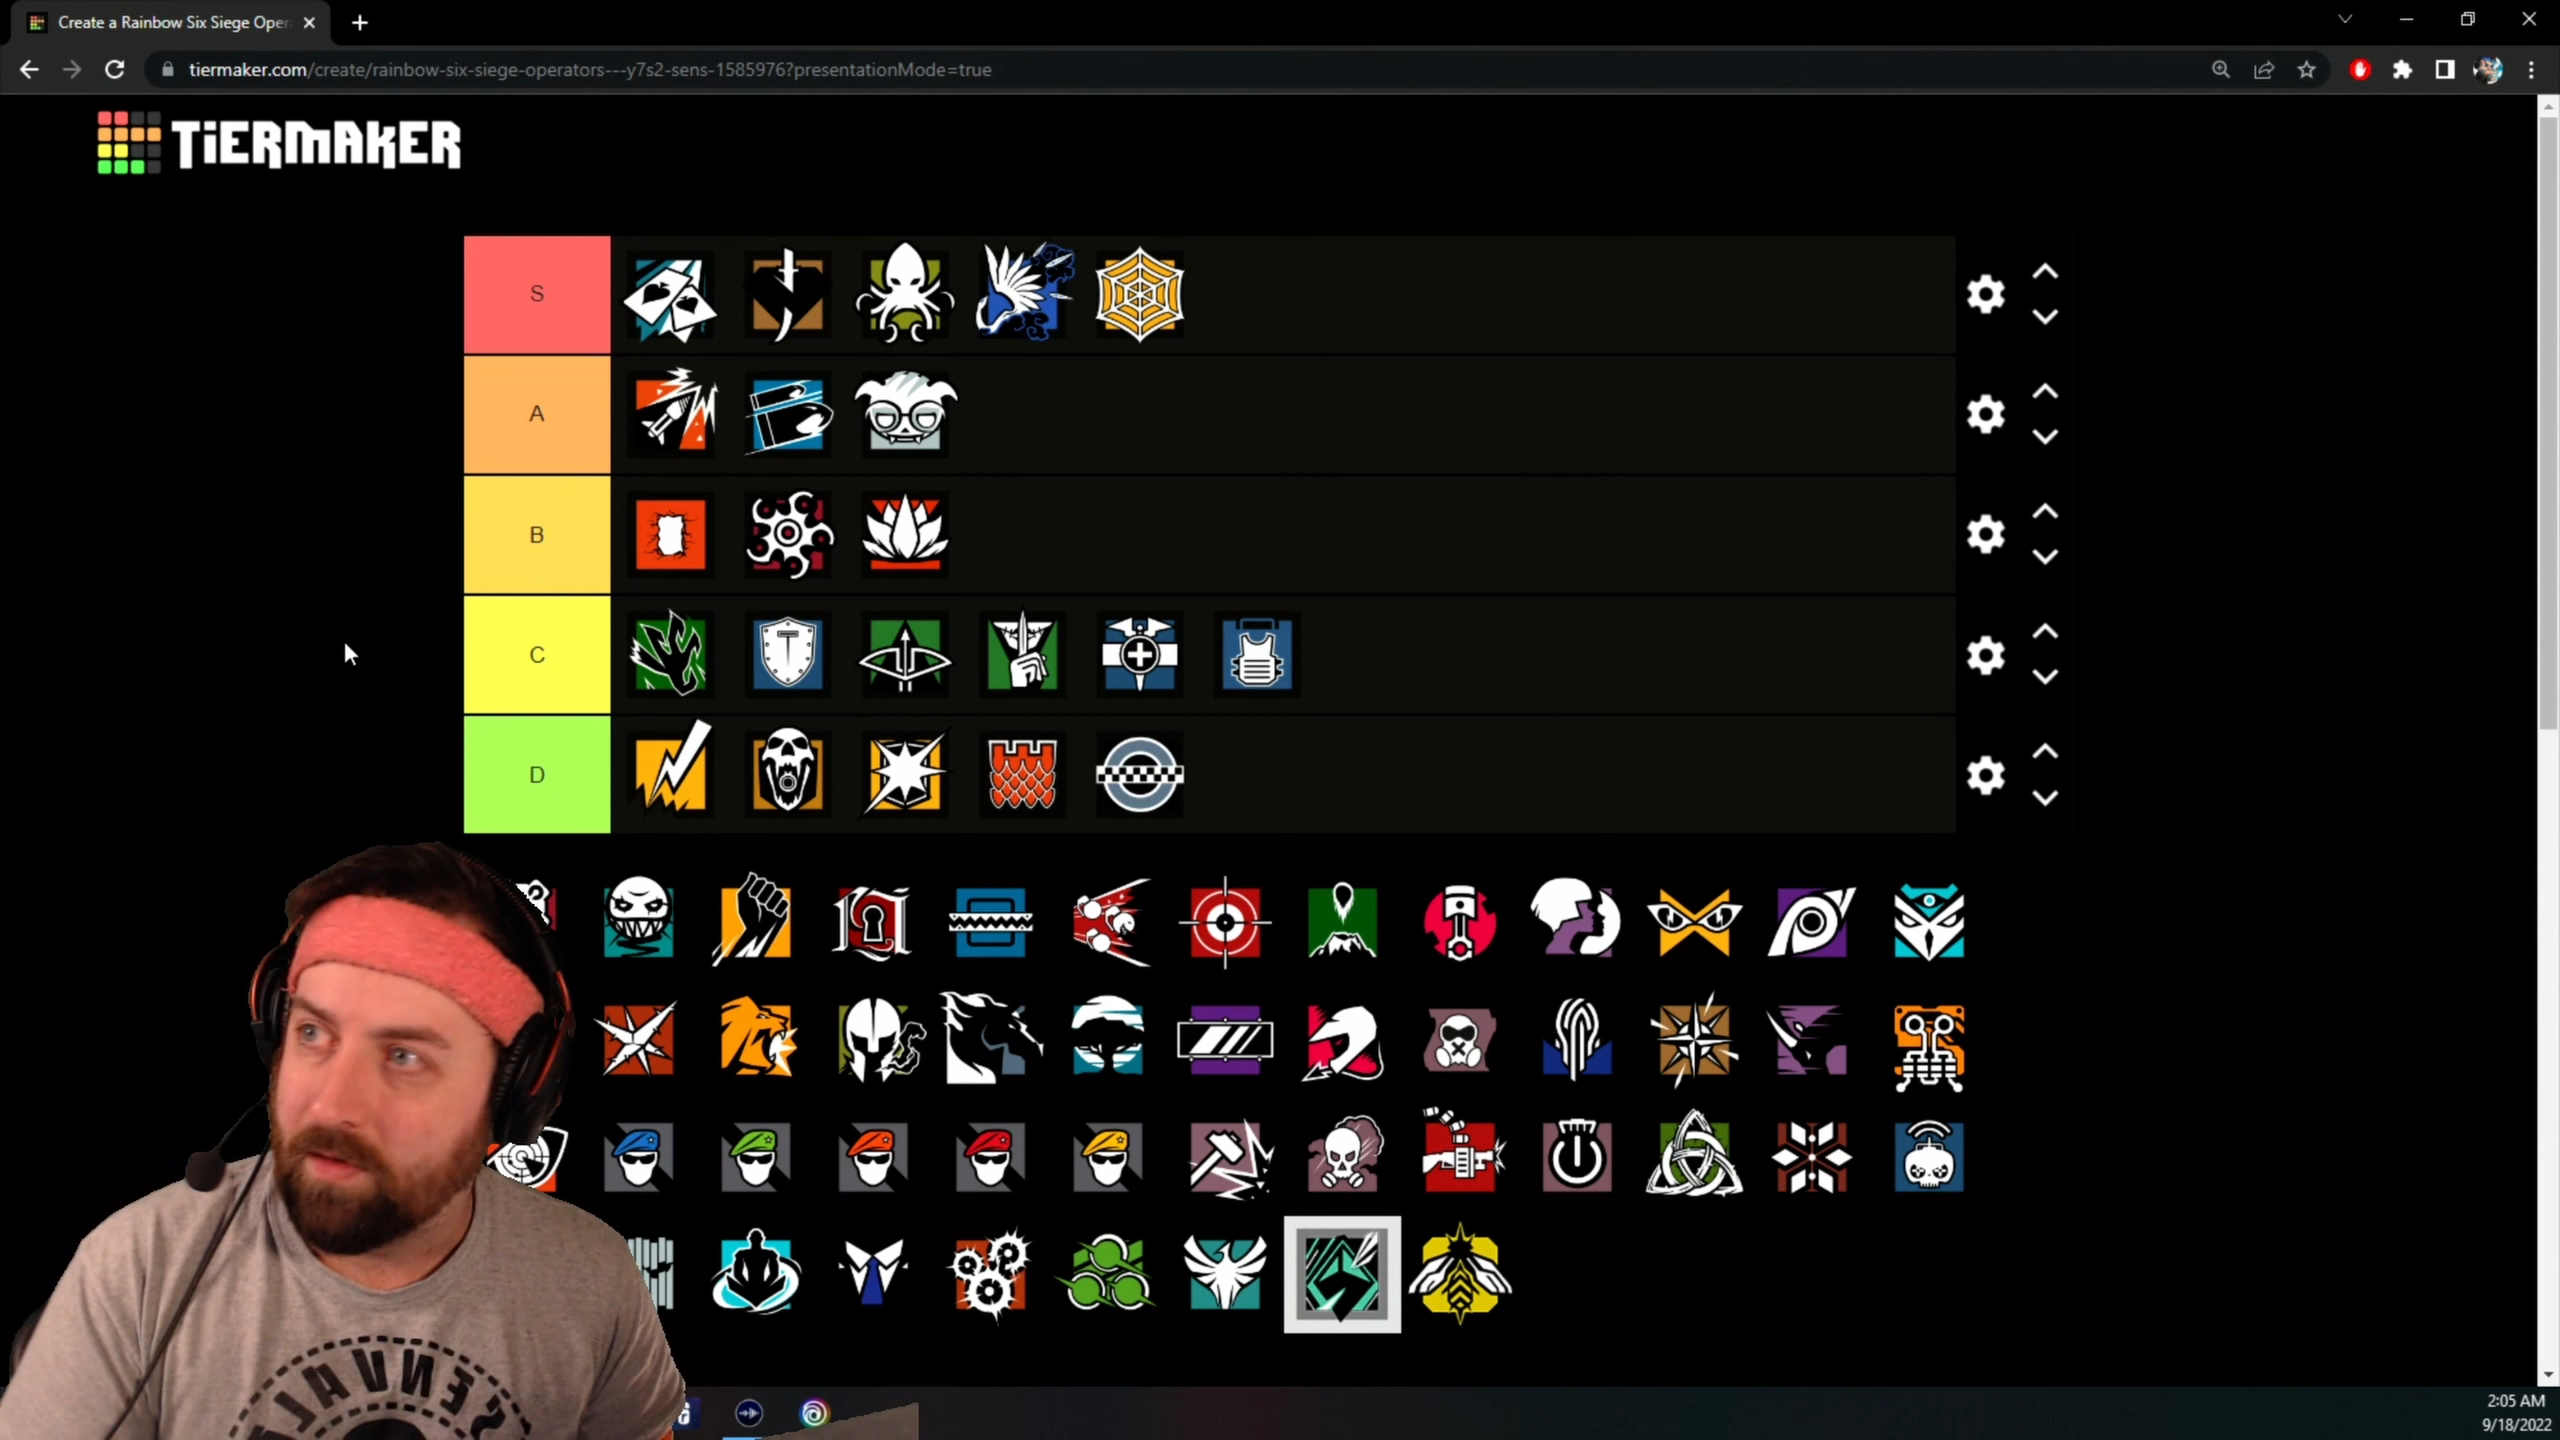 Create a Rainbow Six Siege Oper
tiermaker.com/create/rainbow-six-siege-operators---y7s2-sens-1585976?presentationMode=true
TiERMAKER
S
A
B
C
D
2:05 AM
9/18/2022